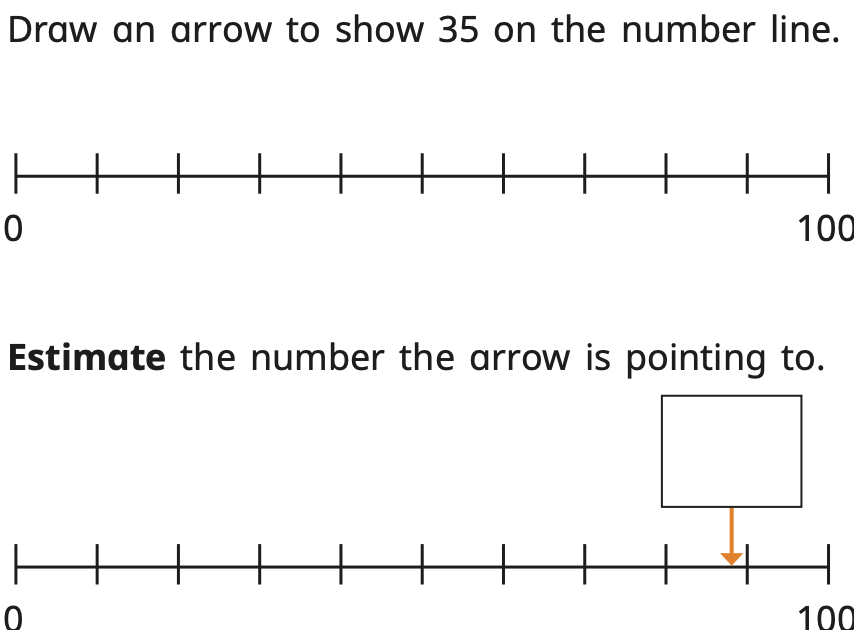 Draw an arrow to show 35 on the number line.
0 100
Estimate the number the arrow is pointing to.
0 100